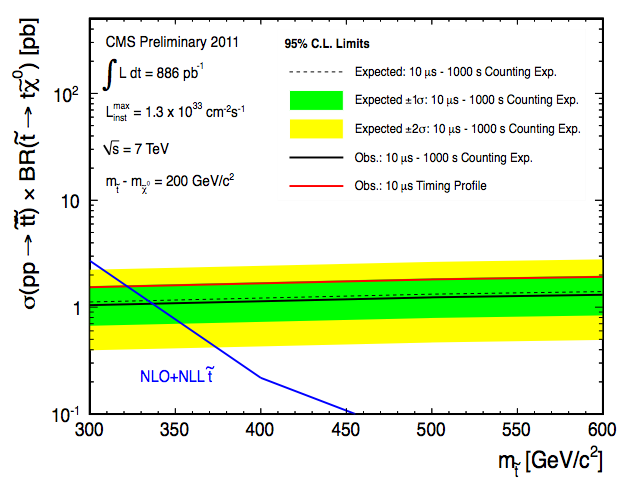 CMS Preliminary 2011
∫ L dt = 886 pb⁻¹
L_inst^max = 1.3 x 10³³ cm⁻²s⁻¹
√s = 7 TeV
m_t̃ - m_χ̃⁰ = 200 GeV/c²
95% C.L. Limits
Expected: 10 μs - 1000 s Counting Exp.
Expected ±1σ: 10 μs - 1000 s Counting Exp.
Expected ±2σ: 10 μs - 1000 s Counting Exp.
Obs.: 10 μs - 1000 s Counting Exp.
Obs.: 10 μs Timing Profile
σ(pp → t̃t̃) × BR(t̃ → tχ̃⁰) [pb]
10²
10
1
10⁻¹
NLO+NLL t̃
300 350 400 450 500 550 600
m_t̃ [GeV/c²]